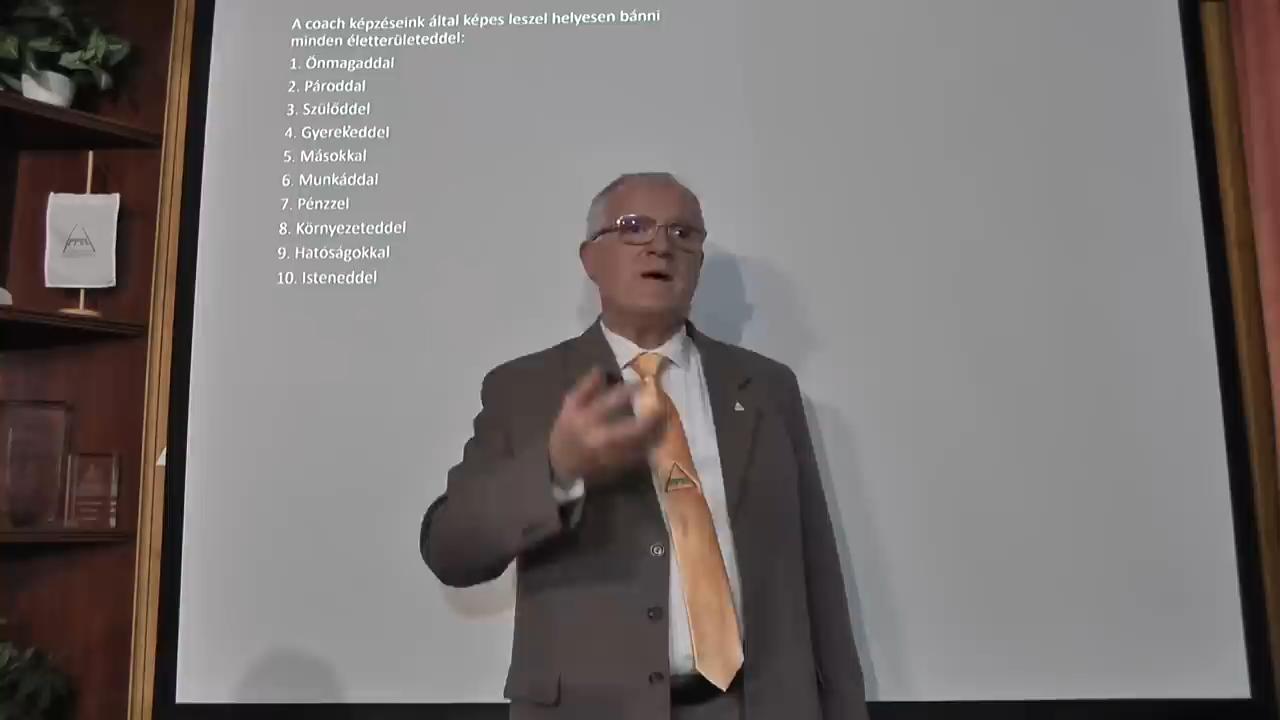 A coach képzéseink által képes leszel helyesen bánni
minden életterületeddel:
1. Önmagaddal
2. Pároddal
3. Szülőddel
4. Gyerekeddel
5. Másokkal
6. Munkáddal
7. Pénzzel
8. Környezeteddel
9. Hatóságokkal
10. Isteneddel